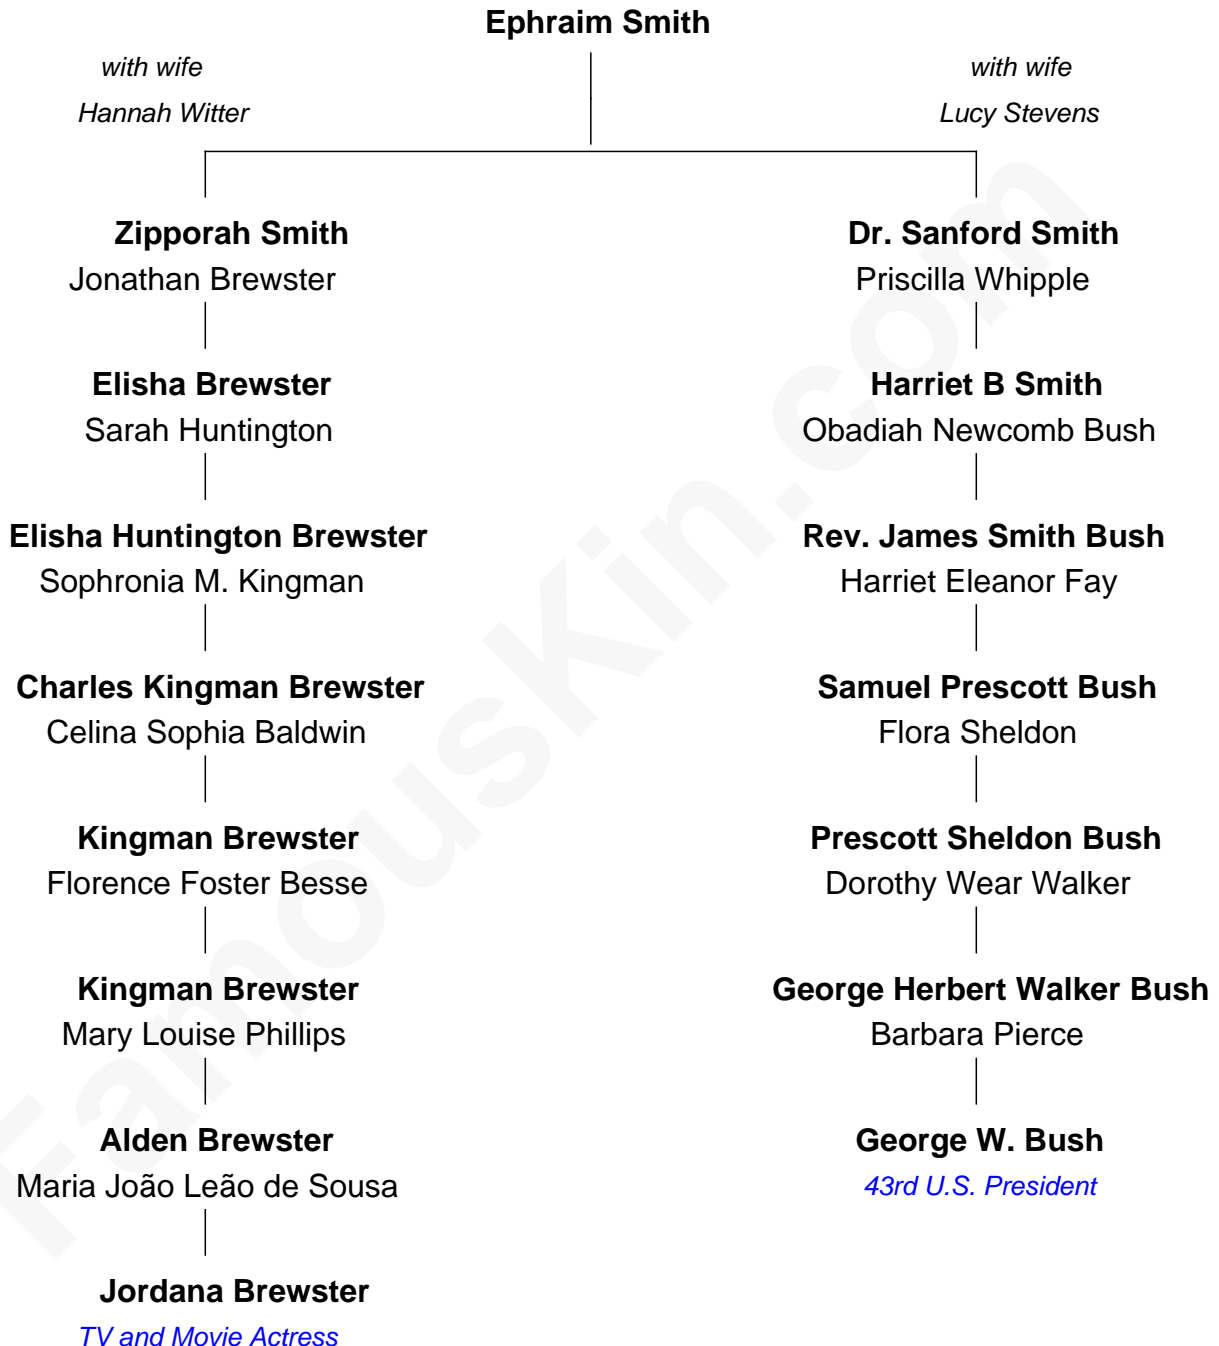 Ephraim Smith
with wife
Hannah Witter
with wife
Lucy Stevens
Zipporah Smith
Jonathan Brewster
Dr. Sanford Smith
Priscilla Whipple
Elisha Brewster
Sarah Huntington
Harriet B Smith
Obadiah Newcomb Bush
Elisha Huntington Brewster
Sophronia M. Kingman
Rev. James Smith Bush
Harriet Eleanor Fay
Charles Kingman Brewster
Celina Sophia Baldwin
Samuel Prescott Bush
Flora Sheldon
Kingman Brewster
Florence Foster Besse
Prescott Sheldon Bush
Dorothy Wear Walker
Kingman Brewster
Mary Louise Phillips
George Herbert Walker Bush
Barbara Pierce
Alden Brewster
Maria João Leão de Sousa
George W. Bush
43rd U.S. President
Jordana Brewster
TV and Movie Actress
FamousKin.com